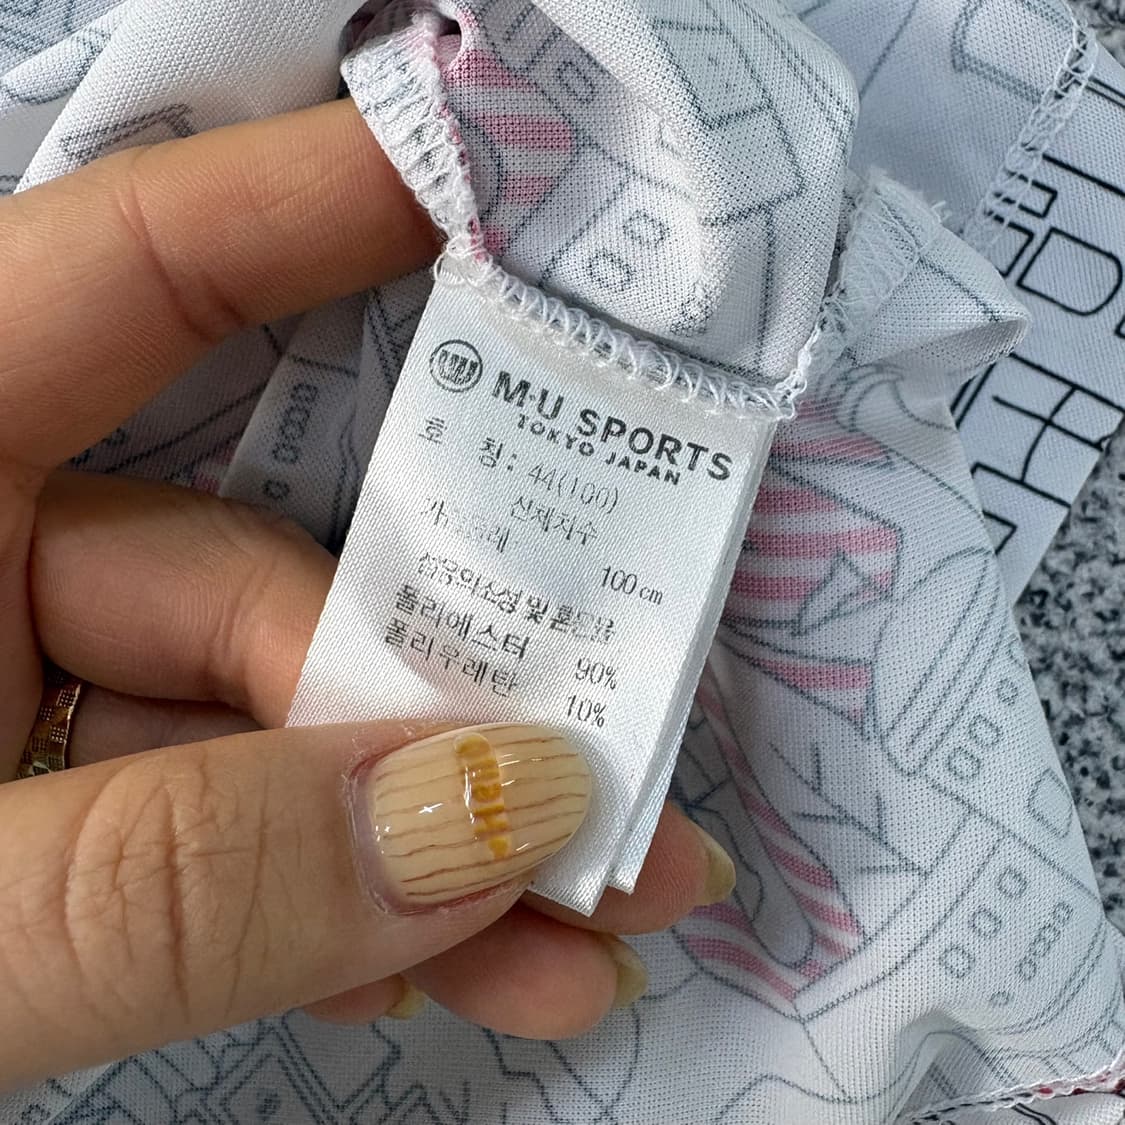 M·U SPORTS
TOKYO JAPAN
호 칭: 44(100)
신체치수
가슴둘레 100cm
섬유의조성 및 혼용율
폴리에스터 90%
폴리우레탄 10%